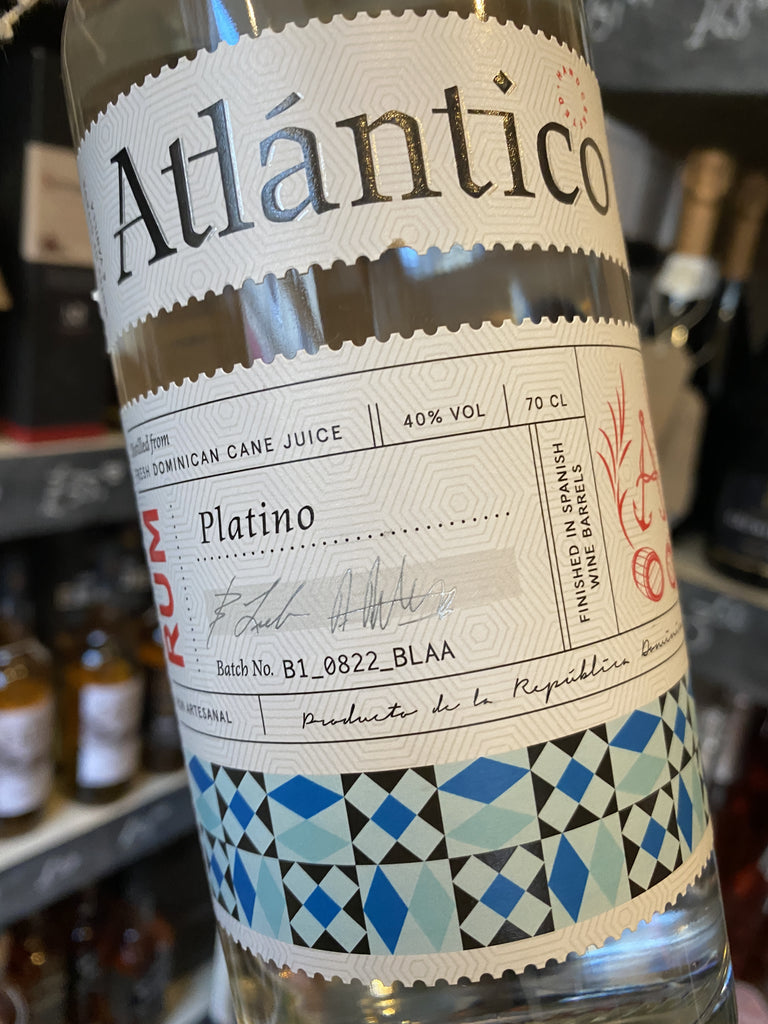 Atlántico
Distilled from
FRESH DOMINICAN CANE JUICE
40% VOL
70 CL
RUM
Platino
FINISHED IN SPANISH
WINE BARRELS
Batch No. B1_0822_BLAA
ARTESANAL
Producto de la República